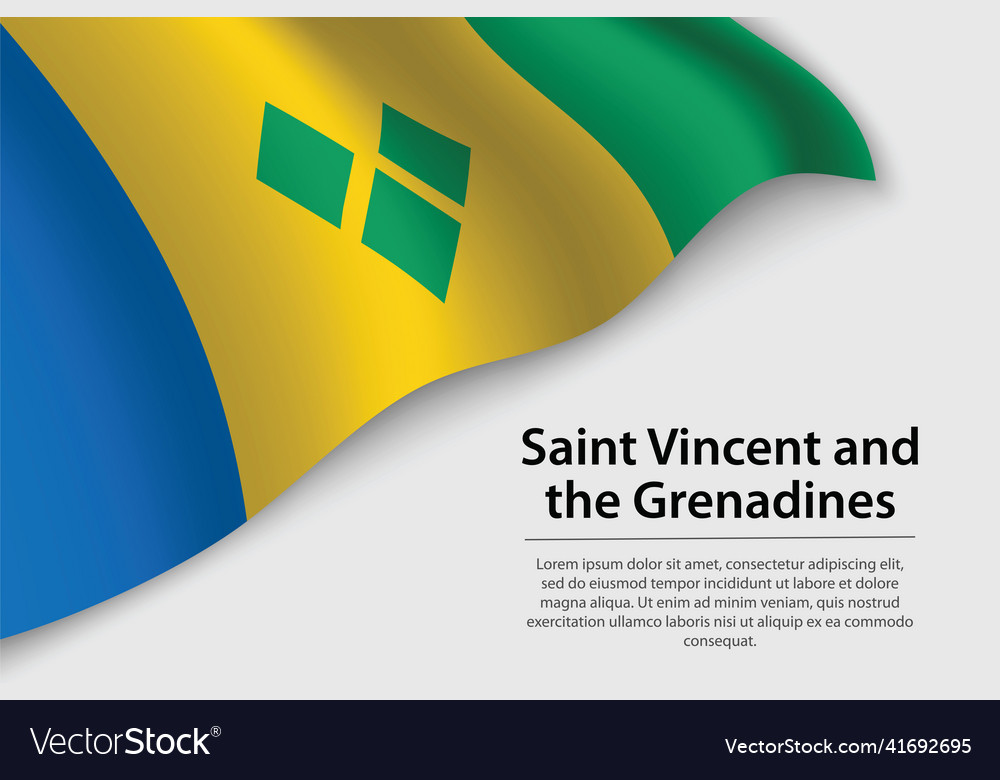 Saint Vincent and
the Grenadines
Lorem ipsum dolor sit amet, consectetur adipiscing elit,
sed do eiusmod tempor incididunt ut labore et dolore
magna aliqua. Ut enim ad minim veniam, quis nostrud
exercitation ullamco laboris nisi ut aliquip ex ea commodo
consequat.
VectorStock®
VectorStock.com/41692695